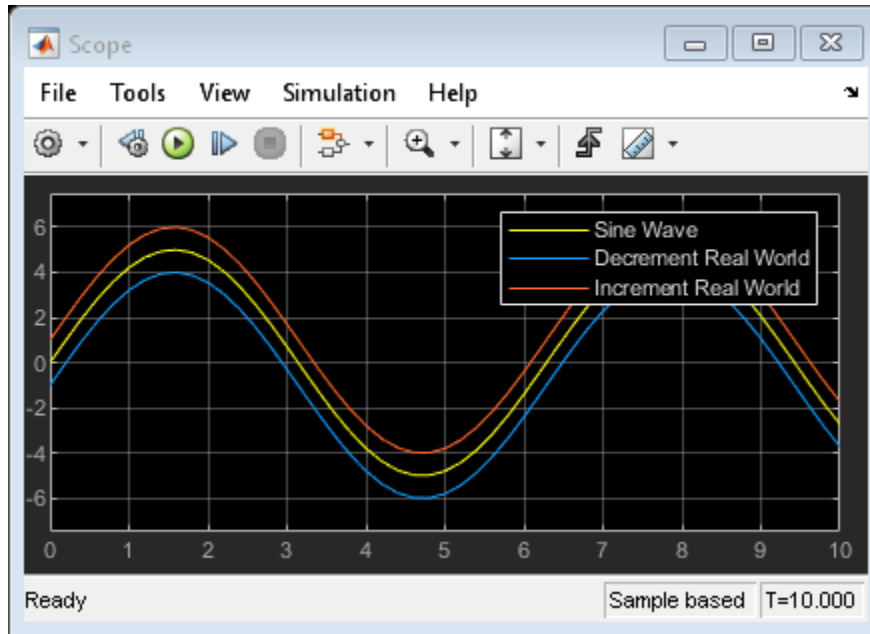 Scope
File Tools View Simulation Help
Sine Wave
Decrement Real World
Increment Real World
6
4
2
0
-2
-4
-6
0 1 2 3 4 5 6 7 8 9 10
Ready Sample based T=10.000